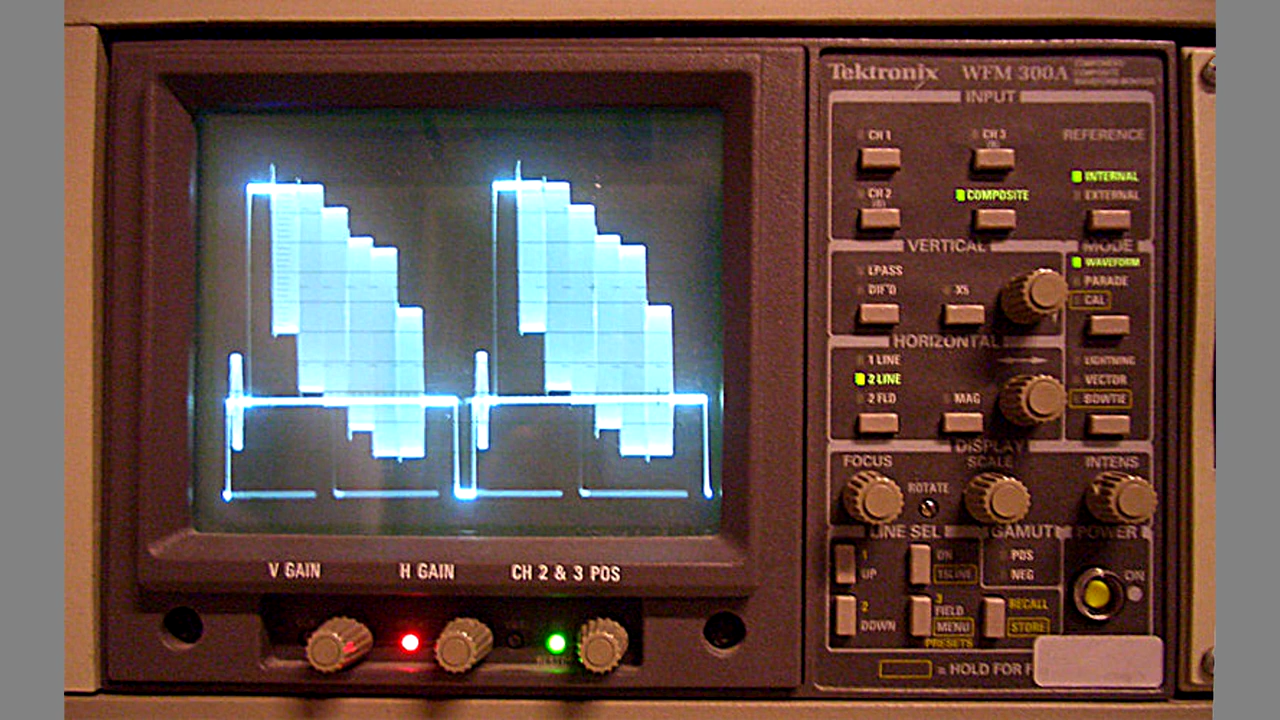 Tektronix WFM 300A
INPUT
CH 1
CH 3
REFERENCE
INTERNAL
CH 2
COMPOSITE
EXTERNAL
VERTICAL
MODE
WAVEFORM
LPASS
PARADE
DIF'D
X5
CAL
HORIZONTAL
1 LINE
LIGHTNING
2 LINE
VECTOR
2 FLD
MAG
BOWTIE
DISPLAY
FOCUS
SCALE
INTENS
ROTATE
LINE SEL
GAMUT
POWER
1
UP
ON
15LINE
POS
NEG
ON
2
DOWN
3
FIELD
MENU
RECALL
STORE
PRESETS
= HOLD FOR F
V GAIN
H GAIN
CH 2 & 3 POS